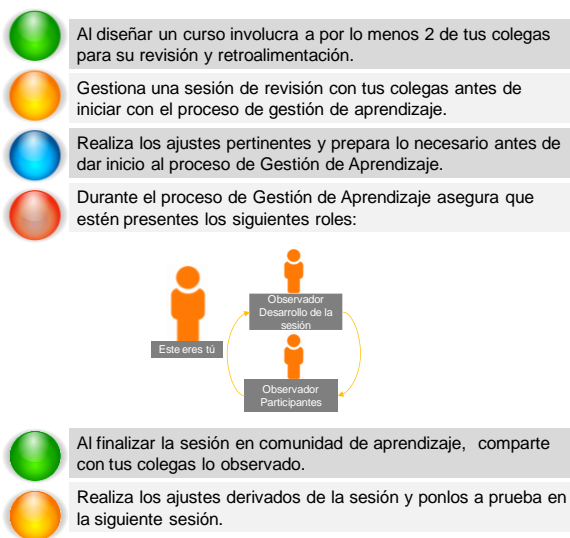 Al diseñar un curso involucra a por lo menos 2 de tus colegas
para su revisión y retroalimentación.
Gestiona una sesión de revisión con tus colegas antes de
iniciar con el proceso de gestión de aprendizaje.
Realiza los ajustes pertinentes y prepara lo necesario antes de
dar inicio al proceso de Gestión de Aprendizaje.
Durante el proceso de Gestión de Aprendizaje asegura que
estén presentes los siguientes roles:
Observador
Desarrollo de la
sesión
Este eres tú
Observador
Participantes
Al finalizar la sesión en comunidad de aprendizaje, comparte
con tus colegas lo observado.
Realiza los ajustes derivados de la sesión y ponlos a prueba en
la siguiente sesión.